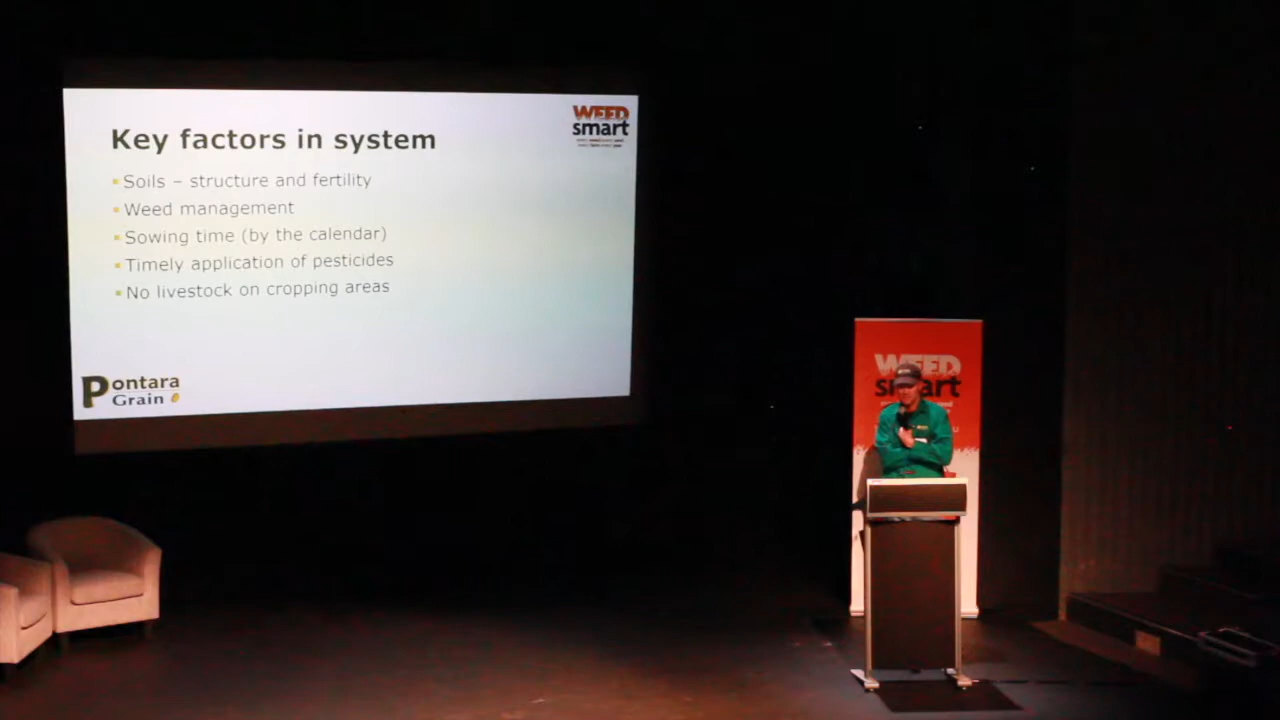 WEED
smart
Key factors in system
Soils – structure and fertility
Weed management
Sowing time (by the calendar)
Timely application of pesticides
No livestock on cropping areas
Pontara
Grain
WEED
smart